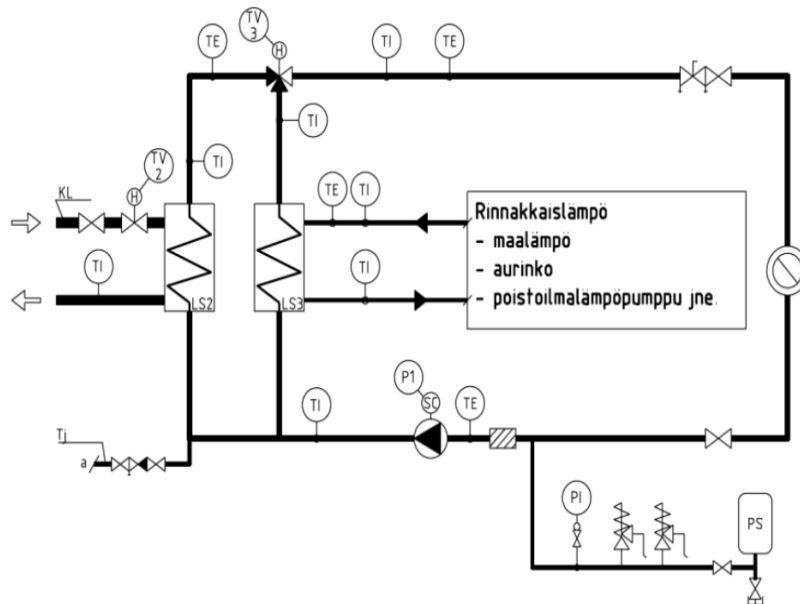 TV
3
H
TE
TI
TE
TI
TV
2
H
TI
KL
TE
TI
Rinnakkaislämpö
- maalämpö
- aurinko
- poistoilmalämpöpumppu jne.
TI
TI
LS2
LS3
P1
SC
TI
TE
Tj
a
PI
PS